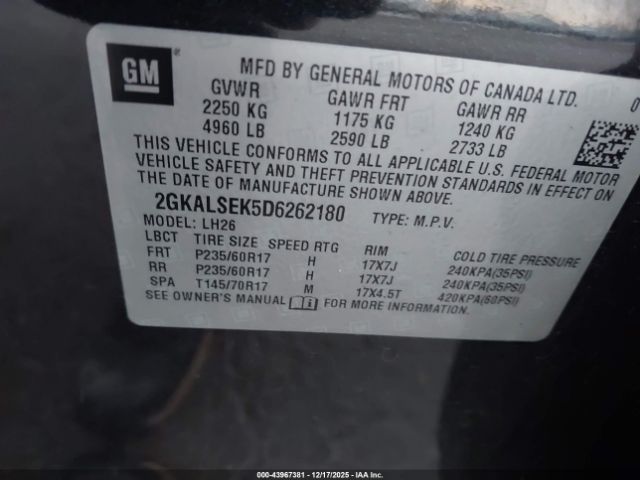 GM ®
MFD BY GENERAL MOTORS OF CANADA LTD.
GVWR GAWR FRT GAWR RR
2250 KG 1175 KG 1240 KG
4960 LB 2590 LB 2733 LB
THIS VEHICLE CONFORMS TO ALL APPLICABLE U.S. FEDERAL MOTOR
VEHICLE SAFETY AND THEFT PREVENTION STANDARDS IN EFFECT ON
THE DATE OF MANUFACTURE SHOWN ABOVE.
2GKALSEK5D6262180 TYPE: M.P.V.
MODEL: LH26
LBCT TIRE SIZE SPEED RTG RIM COLD TIRE PRESSURE
FRT P235/60R17 H 17X7J 240KPA(35PSI)
RR P235/60R17 H 17X7J 240KPA(35PSI)
SPA T145/70R17 M 17X4.5T 420KPA(60PSI)
SEE OWNER'S MANUAL FOR MORE INFORMATION.
000-43967381 - 12/17/2025 - IAAI.COM